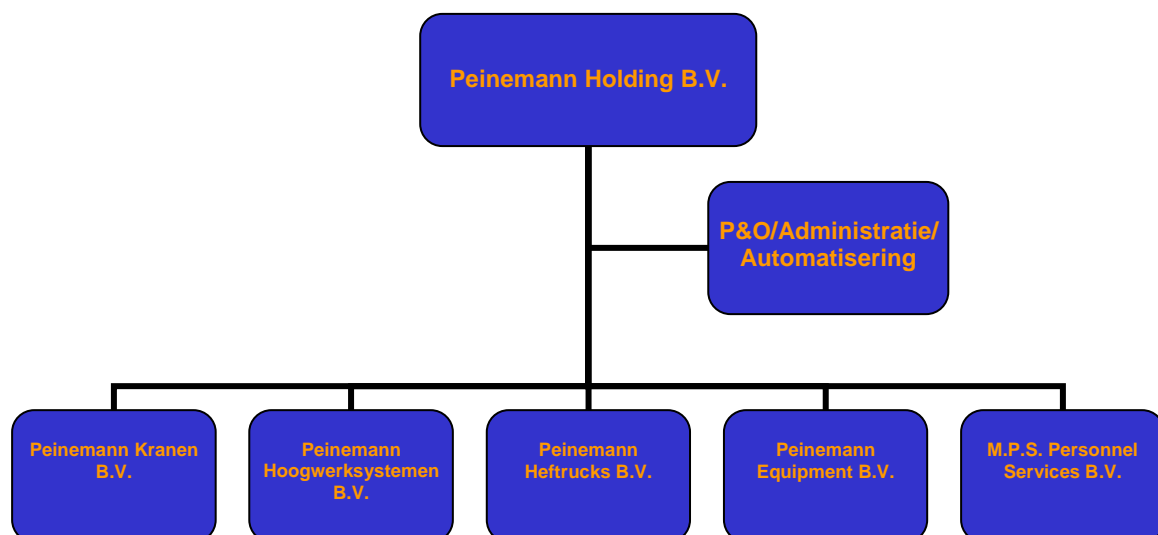 Peinemann Holding B.V.
P&O/Administratie/
Automatisering
Peinemann Kranen
B.V.
Peinemann
Hoogwerksystemen
B.V.
Peinemann
Heftrucks B.V.
Peinemann
Equipment B.V.
M.P.S. Personnel
Services B.V.